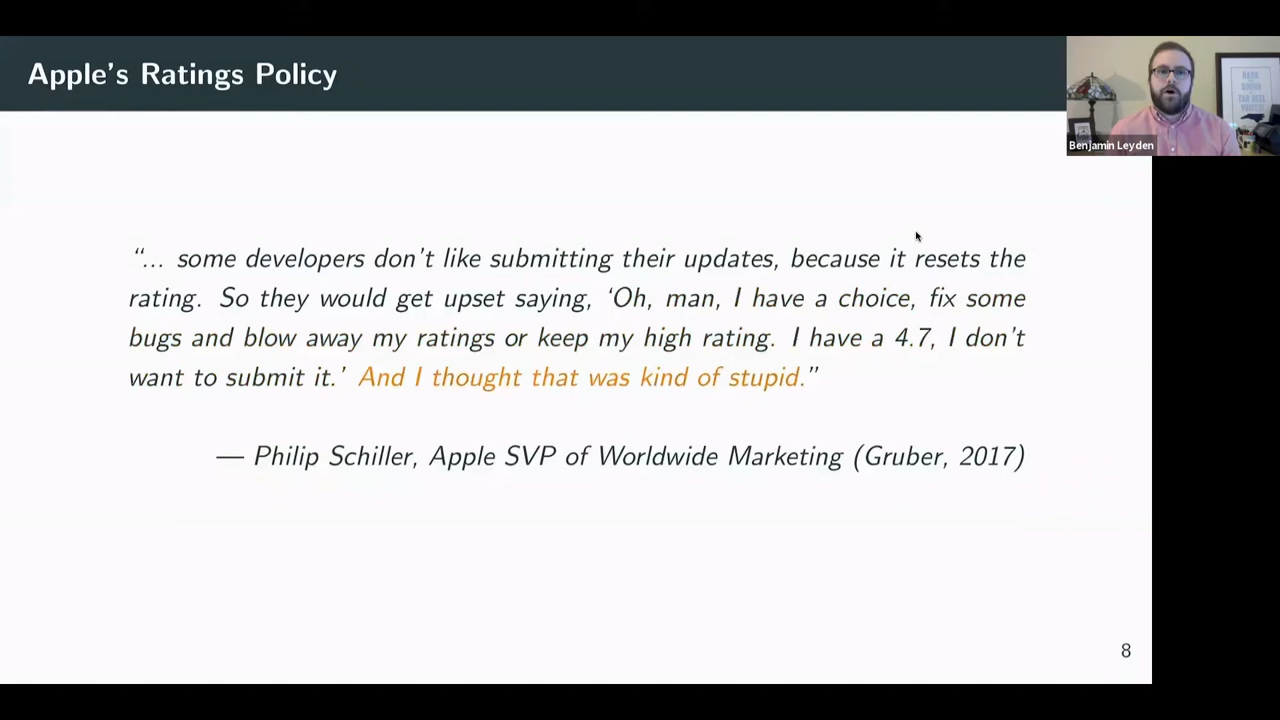 Apple's Ratings Policy
Benjamin Leyden
“... some developers don't like submitting their updates, because it resets the
rating. So they would get upset saying, ‘Oh, man, I have a choice, fix some
bugs and blow away my ratings or keep my high rating. I have a 4.7, I don't
want to submit it.’ And I thought that was kind of stupid.”
— Philip Schiller, Apple SVP of Worldwide Marketing (Gruber, 2017)
8